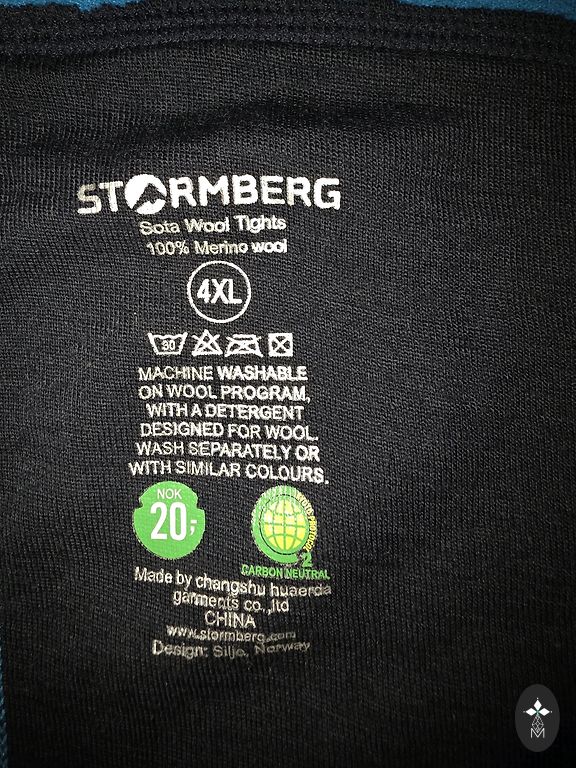 STORMBERG
Sota Wool Tights
100% Merino wool
4XL
30
MACHINE WASHABLE
ON WOOL PROGRAM,
WITH A DETERGENT
DESIGNED FOR WOOL.
WASH SEPARATELY OR
WITH SIMILAR COLOURS.
NOK
20,-
2
CARBON NEUTRAL
Made by changshu huaerda
garments co.,ltd
CHINA
www.stormberg.com
Design: Silje, Norway
M